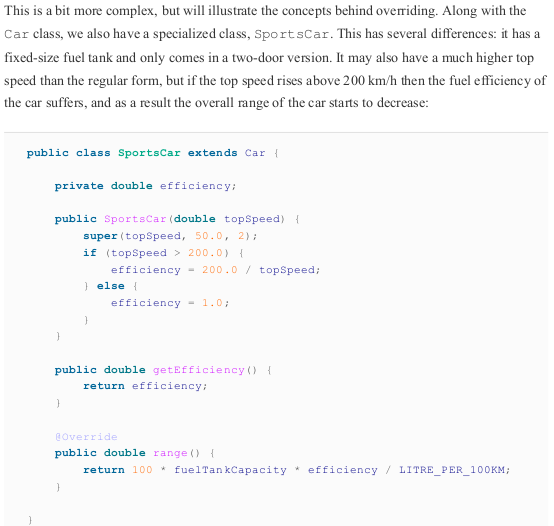 This is a bit more complex, but will illustrate the concepts behind overriding. Along with the
Car class, we also have a specialized class, SportsCar. This has several differences: it has a
fixed-size fuel tank and only comes in a two-door version. It may also have a much higher top
speed than the regular form, but if the top speed rises above 200 km/h then the fuel efficiency of
the car suffers, and as a result the overall range of the car starts to decrease:
public class SportsCar extends Car {
    private double efficiency;
    public SportsCar(double topSpeed) {
        super(topSpeed, 50.0, 2);
        if (topSpeed > 200.0) {
            efficiency = 200.0 / topSpeed;
        } else {
            efficiency = 1.0;
        }
    }
    public double getEfficiency() {
        return efficiency;
    }
    @Override
    public double range() {
        return 100 * fuelTankCapacity * efficiency / LITRE_PER_100KM;
    }
}